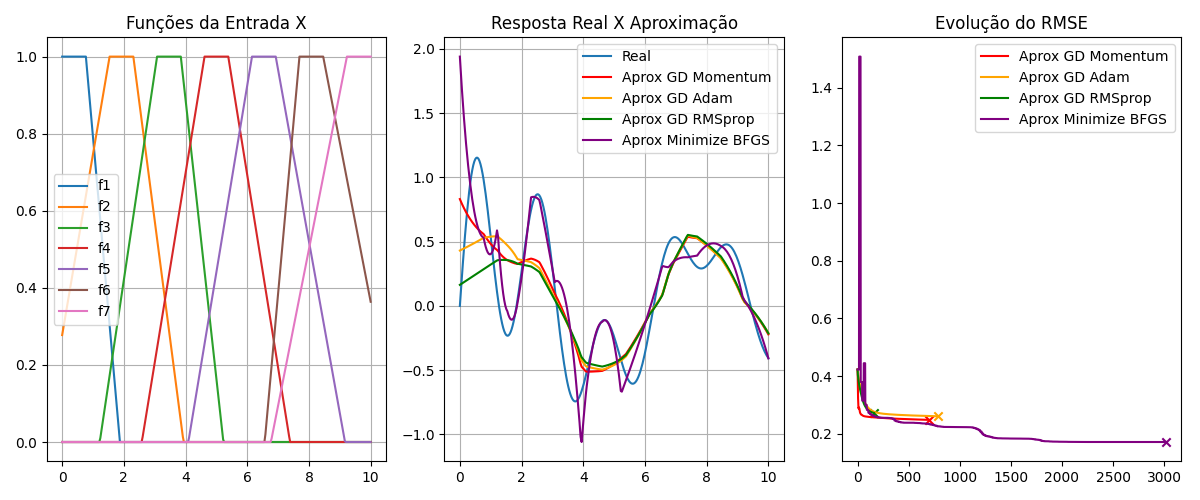 Funções da Entrada X
1.0
0.8
0.6
0.4
0.2
0.0
f1
f2
f3
f4
f5
f6
f7
0 2 4 6 8 10
Resposta Real X Aproximação
2.0
1.5
1.0
0.5
0.0
−0.5
−1.0
Real
Aprox GD Momentum
Aprox GD Adam
Aprox GD RMSprop
Aprox Minimize BFGS
0 2 4 6 8 10
Evolução do RMSE
1.4
1.2
1.0
0.8
0.6
0.4
0.2
Aprox GD Momentum
Aprox GD Adam
Aprox GD RMSprop
Aprox Minimize BFGS
0 500 1000 1500 2000 2500 3000